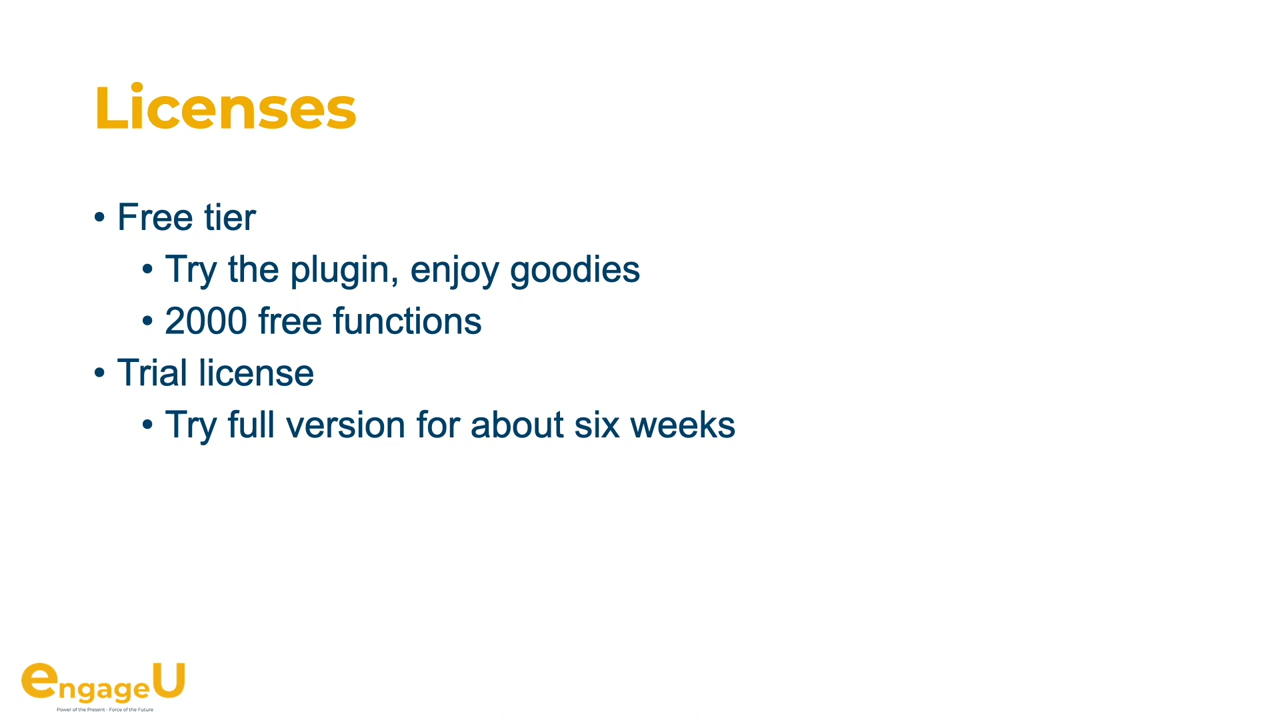 Licenses
• Free tier
• Try the plugin, enjoy goodies
• 2000 free functions
• Trial license
• Try full version for about six weeks
engageU
Power of the Present - Force of the Future